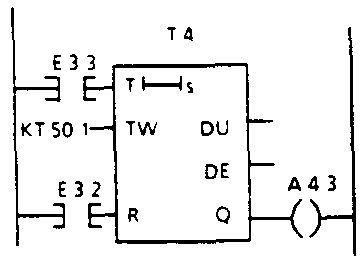 T 4
E 3 3
T s
KT 50 1 TW DU
DE
E 3 2 A 4 3
R Q